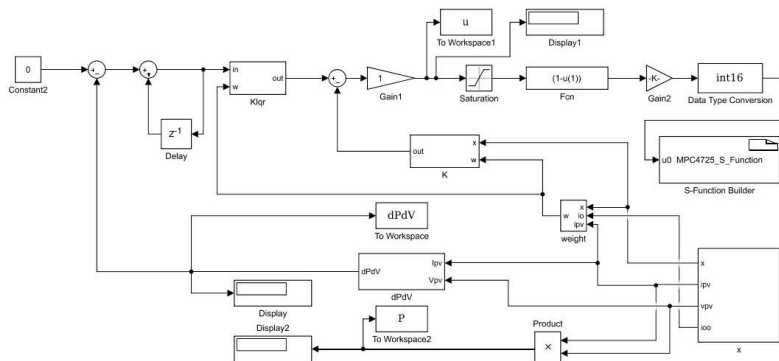 u
To Workspace1
Display1
0
Constant2
in
w
out
Klqr
1
Gain1
Saturation
(1-u(1))
Fcn
-K-
Gain2
int16
Data Type Conversion
z-1
Delay
out
x
w
K
u0 MPC4725_S_Function
S-Function Builder
w
x
io
ipv
weight
dPdV
To Workspace
dPdV
Ipv
Vpv
dPdV
x
ipv
vpv
ioo
x
Display
P
To Workspace2
Display2
Product
×